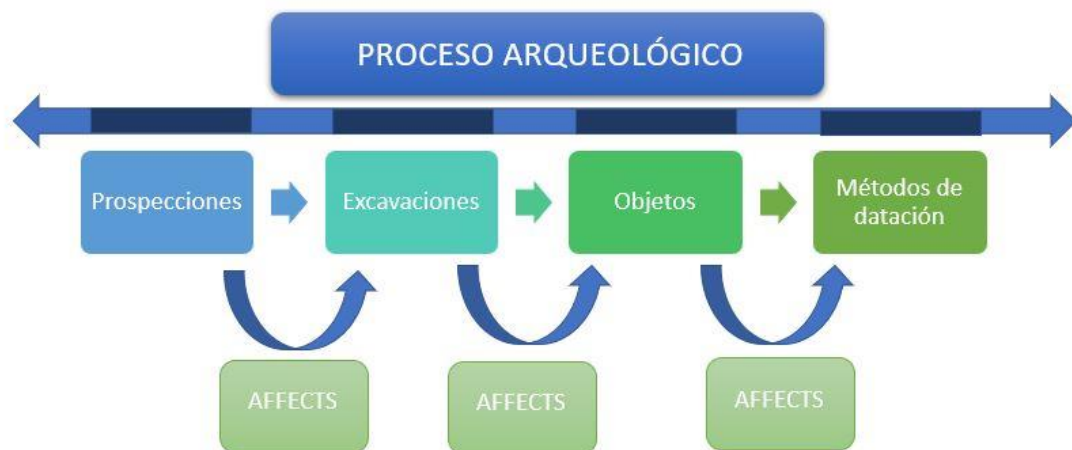 PROCESO ARQUEOLÓGICO
Prospecciones
Excavaciones
Objetos
Métodos de
datación
AFFECTS
AFFECTS
AFFECTS